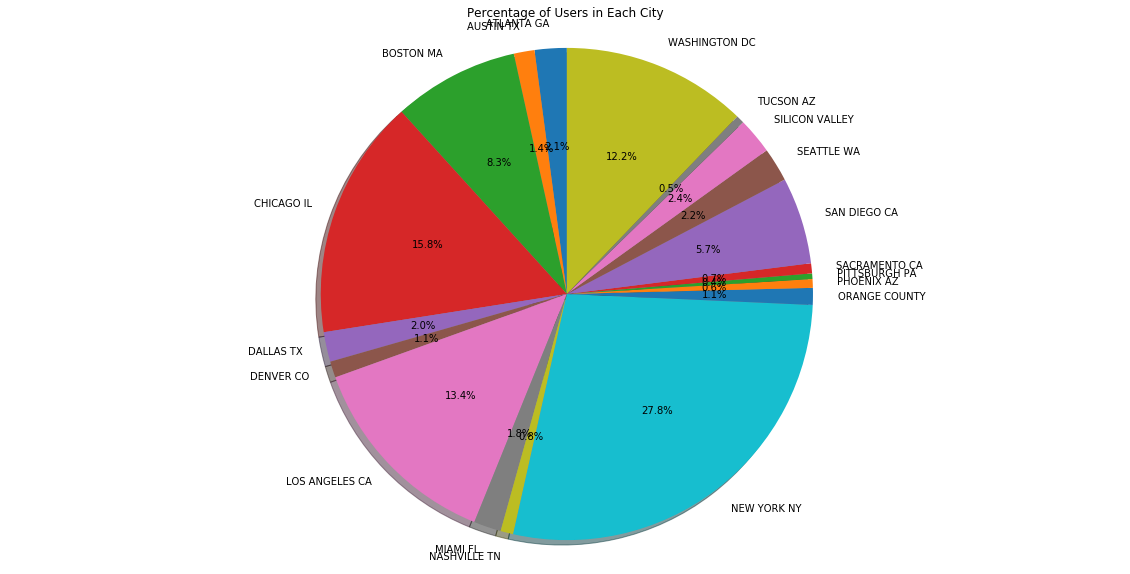 Percentage of Users in Each City
ATLANTA GA
AUSTIN TX
BOSTON MA
CHICAGO IL
DALLAS TX
DENVER CO
LOS ANGELES CA
MIAMI FL
NASHVILLE TN
NEW YORK NY
ORANGE COUNTY
PHOENIX AZ
PITTSBURGH PA
SACRAMENTO CA
SAN DIEGO CA
SEATTLE WA
SILICON VALLEY
TUCSON AZ
WASHINGTON DC
2.1%
1.4%
8.3%
15.8%
2.0%
1.1%
13.4%
1.8%
0.8%
27.8%
1.1%
0.6%
0.7%
5.7%
2.2%
2.4%
0.5%
12.2%